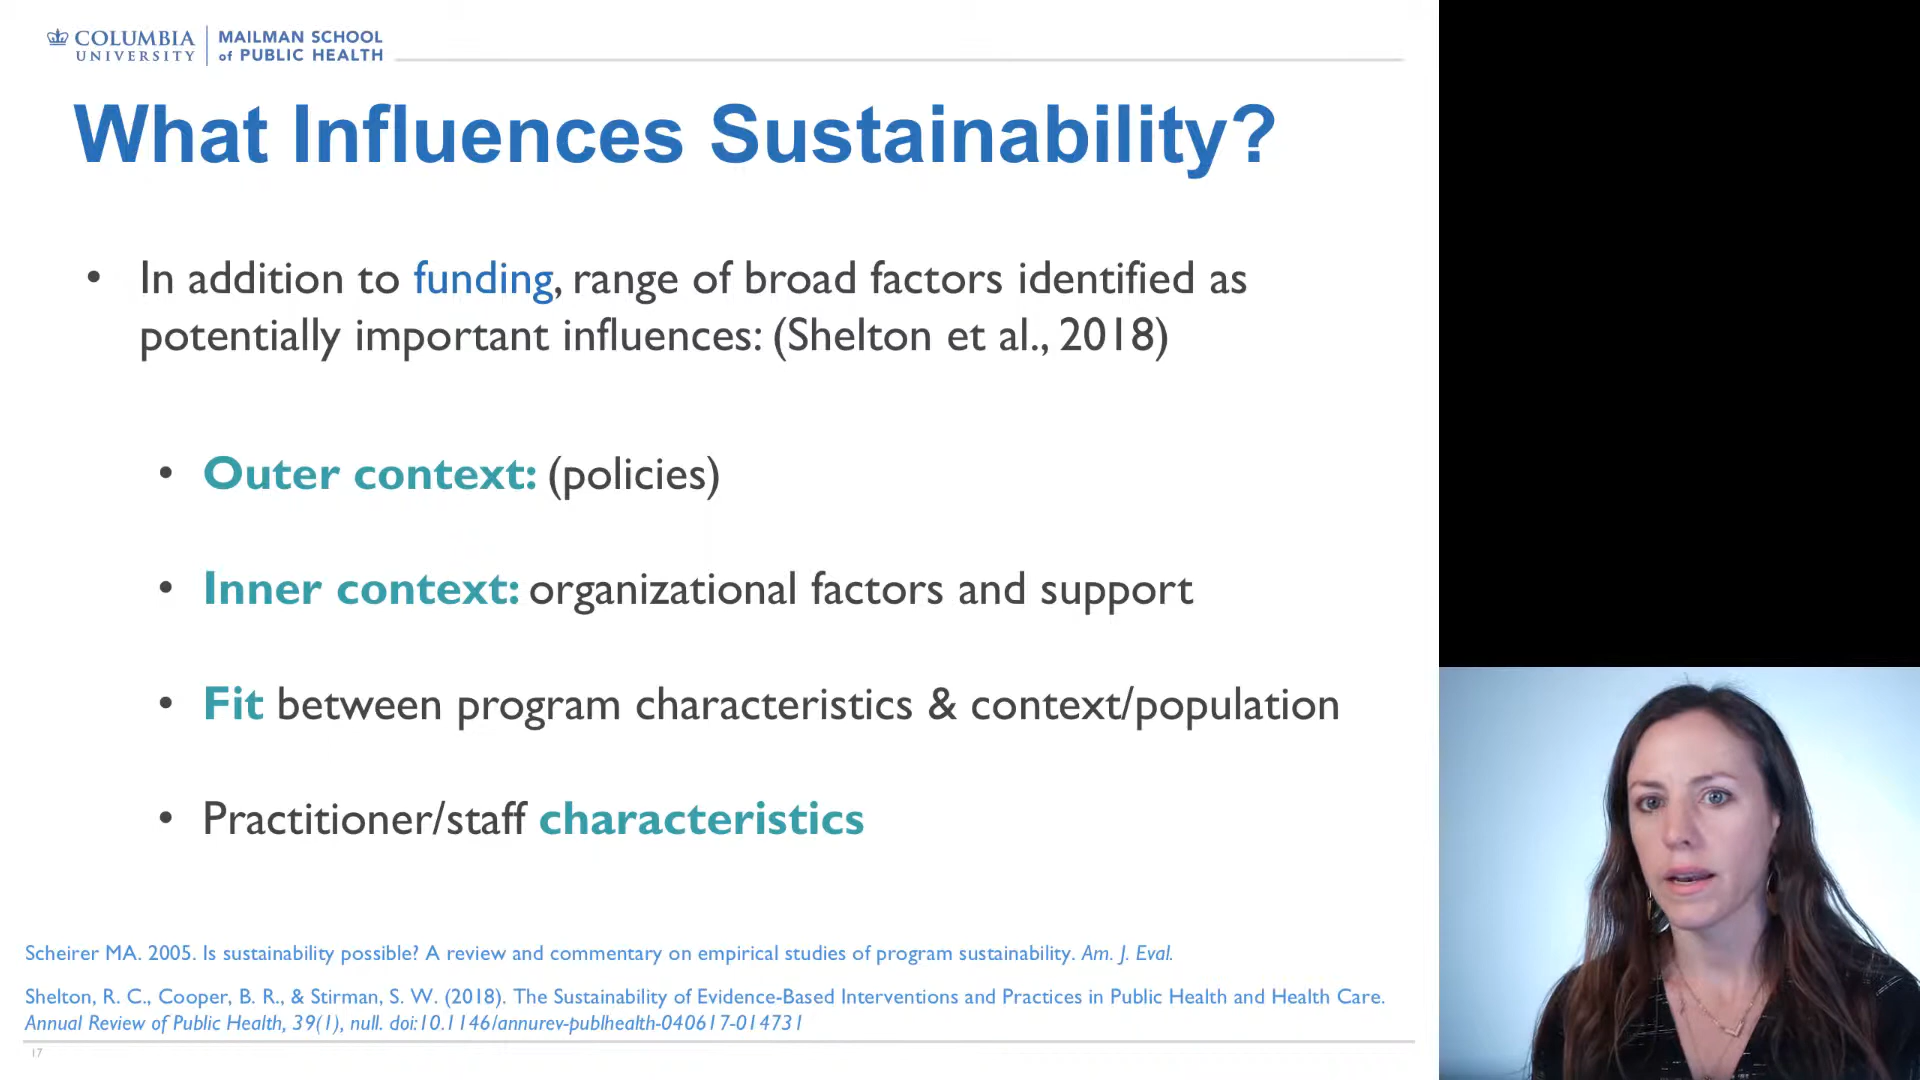 COLUMBIA UNIVERSITY
MAILMAN SCHOOL of PUBLIC HEALTH
What Influences Sustainability?
• In addition to funding, range of broad factors identified as
potentially important influences: (Shelton et al., 2018)
• Outer context: (policies)
• Inner context: organizational factors and support
• Fit between program characteristics & context/population
• Practitioner/staff characteristics
Scheirer MA. 2005. Is sustainability possible? A review and commentary on empirical studies of program sustainability. Am. J. Eval.
Shelton, R. C., Cooper, B. R., & Stirman, S. W. (2018). The Sustainability of Evidence-Based Interventions and Practices in Public Health and Health Care.
Annual Review of Public Health, 39(1), null. doi:10.1146/annurev-publhealth-040617-014731
17